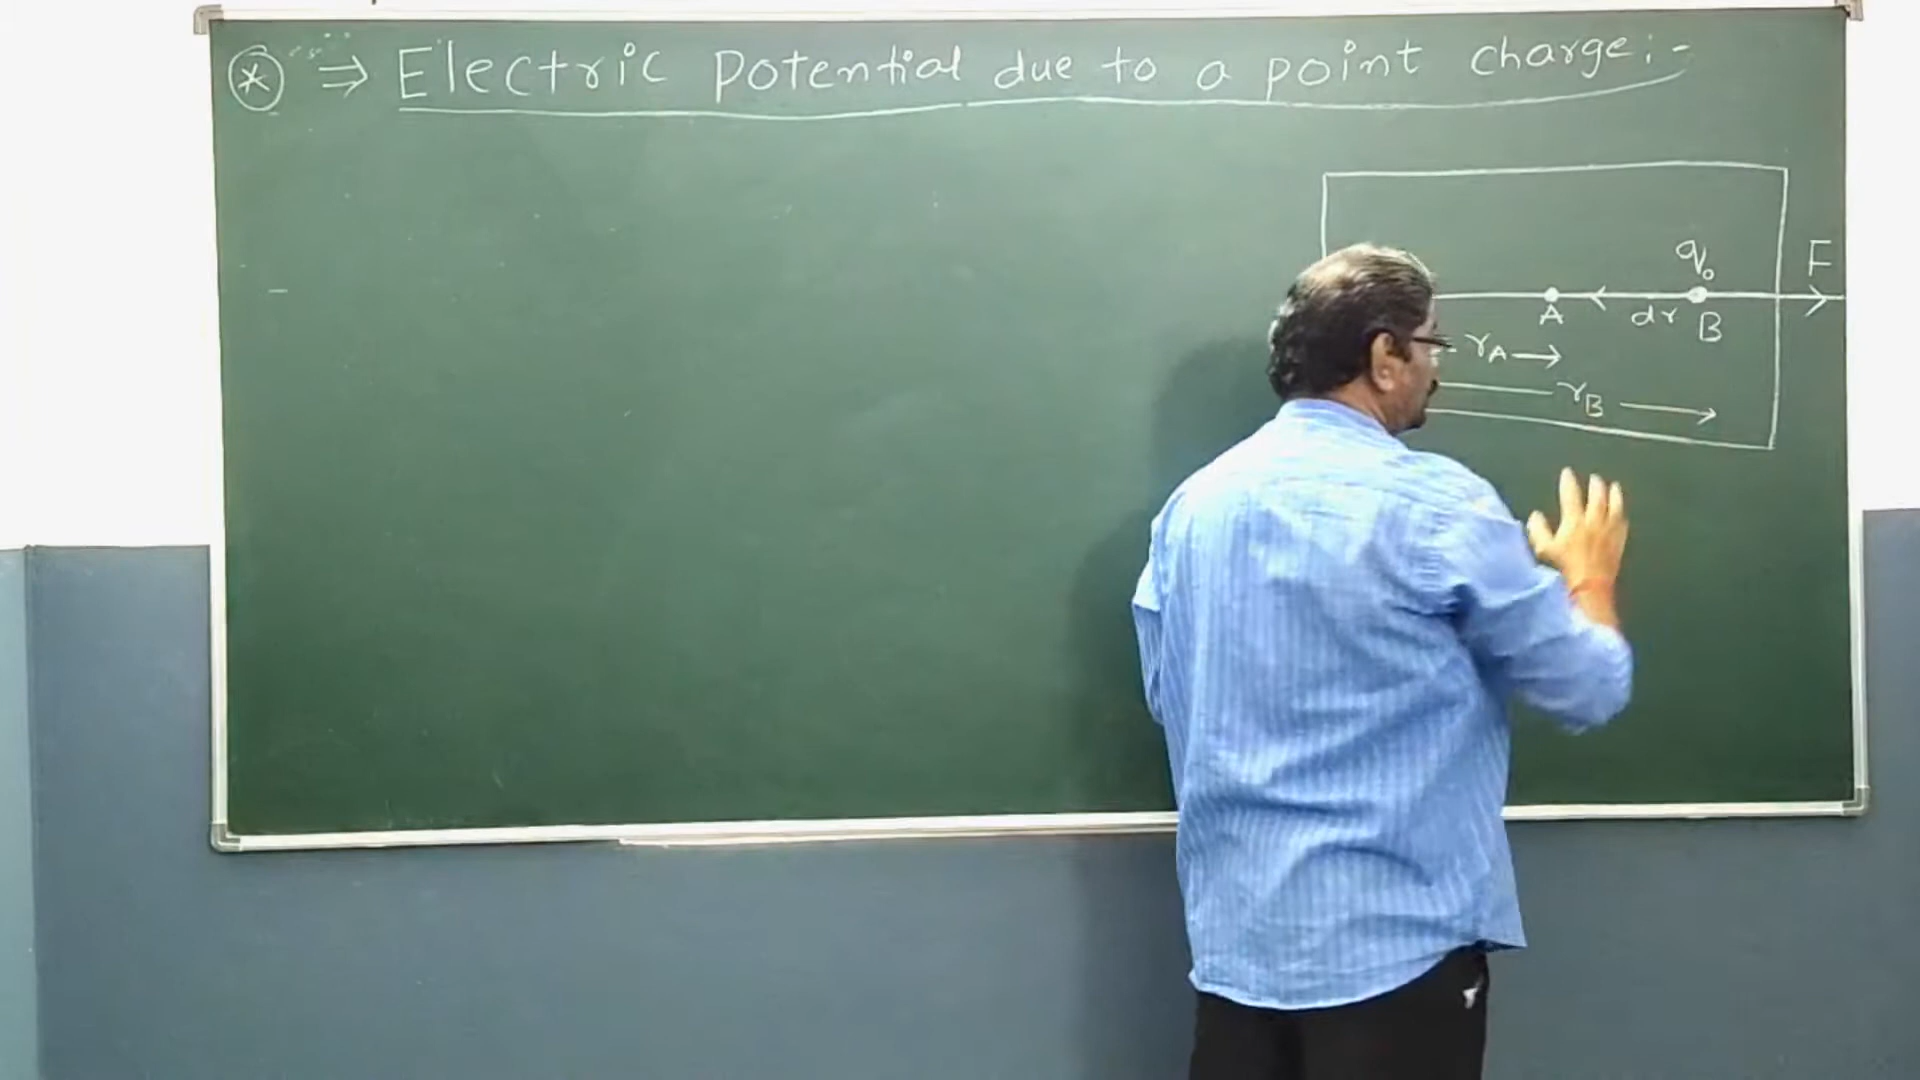 * ⇒ Electric potential due to a point charge:-
q₀
F
A
dr
B
rA
rB